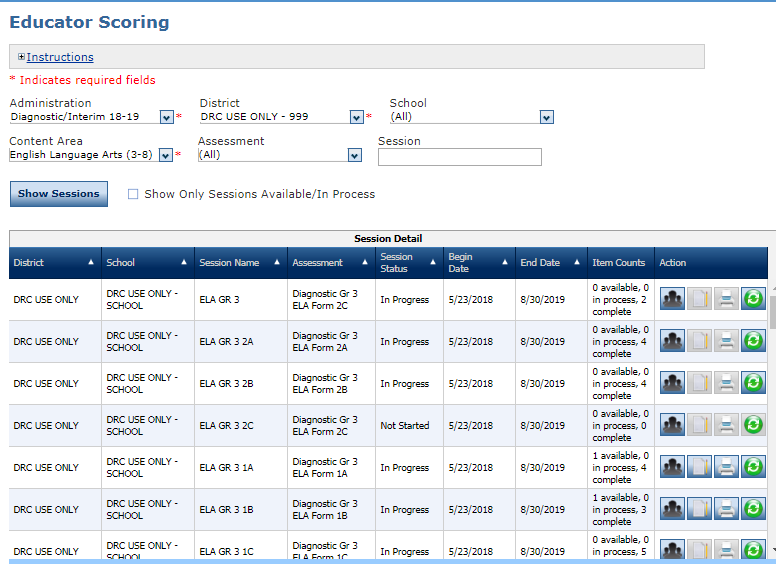 Educator Scoring
Instructions
* Indicates required fields
Administration District School
Diagnostic/Interim 18-19 * DRC USE ONLY - 999 * (All)
Content Area Assessment Session
English Language Arts (3-8) * (All)
Show Sessions Show Only Sessions Available/In Process
Session Detail
District School Session Name Assessment Session Status Begin Date End Date Item Counts Action
DRC USE ONLY DRC USE ONLY - SCHOOL ELA GR 3 Diagnostic Gr 3 ELA Form 2C In Progress 5/23/2018 8/30/2019 0 available, 0 in process, 2 complete
DRC USE ONLY DRC USE ONLY - SCHOOL ELA GR 3 2A Diagnostic Gr 3 ELA Form 2A In Progress 5/23/2018 8/30/2019 0 available, 0 in process, 4 complete
DRC USE ONLY DRC USE ONLY - SCHOOL ELA GR 3 2B Diagnostic Gr 3 ELA Form 2B In Progress 5/23/2018 8/30/2019 0 available, 0 in process, 4 complete
DRC USE ONLY DRC USE ONLY - SCHOOL ELA GR 3 2C Diagnostic Gr 3 ELA Form 2C Not Started 5/23/2018 8/30/2019 0 available, 0 in process, 0 complete
DRC USE ONLY DRC USE ONLY - SCHOOL ELA GR 3 1A Diagnostic Gr 3 ELA Form 1A In Progress 5/23/2018 8/30/2019 1 available, 0 in process, 4 complete
DRC USE ONLY DRC USE ONLY - SCHOOL ELA GR 3 1B Diagnostic Gr 3 ELA Form 1B In Progress 5/23/2018 8/30/2019 1 available, 0 in process, 3 complete
DRC USE ONLY DRC USE ONLY - SCHOOL ELA GR 3 1C Diagnostic Gr 3 ELA Form 1C In Progress 5/23/2018 8/30/2019 0 available, 0 in process, 5